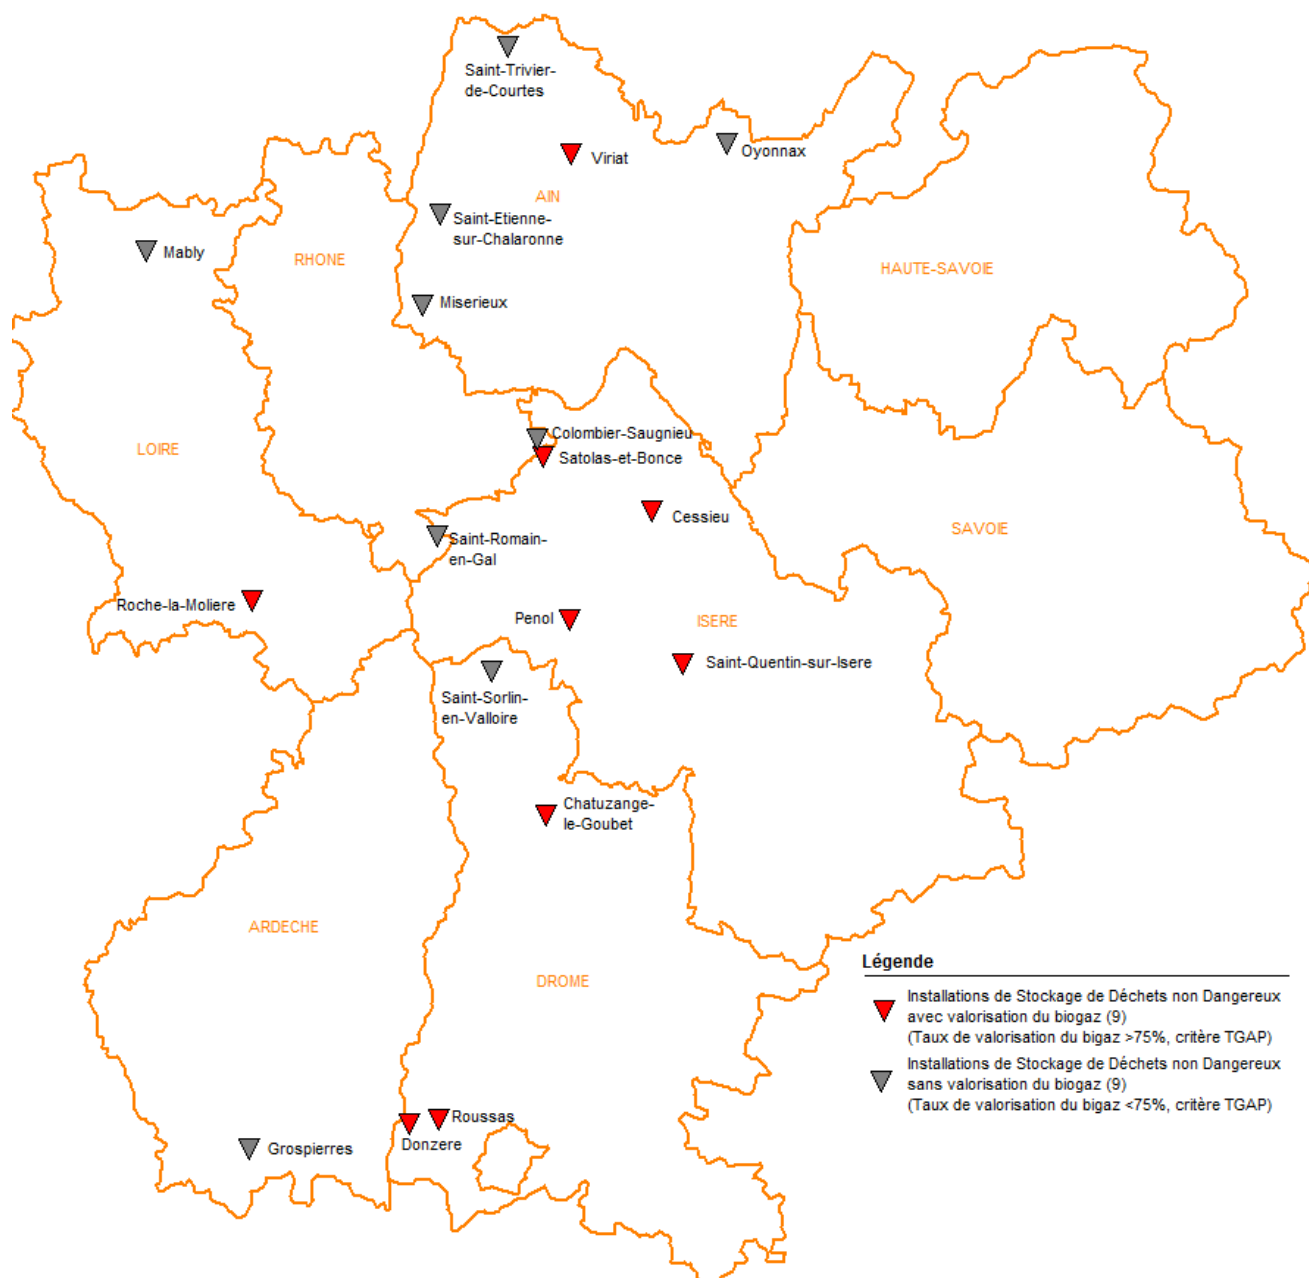 Saint-Trivier-
de-Courtes
Oyonnax
Viriat
AIN
Saint-Etienne-
sur-Chalaronne
Mably
RHONE
HAUTE-SAVOIE
Miserieux
Colombier-Saugnieu
LOIRE
Satolas-et-Bonce
Cessieu
SAVOIE
Saint-Romain-
en-Gal
Roche-la-Moliere
Penol
ISERE
Saint-Quentin-sur-Isere
Saint-Sorlin-
en-Valloire
Chatuzange-
le-Goubet
ARDECHE
DROME
Roussas
Donzere
Grospierres
Légende
Installations de Stockage de Déchets non Dangereux
avec valorisation du biogaz (9)
(Taux de valorisation du bigaz >75%, critère TGAP)
Installations de Stockage de Déchets non Dangereux
sans valorisation du biogaz (9)
(Taux de valorisation du bigaz <75%, critère TGAP)